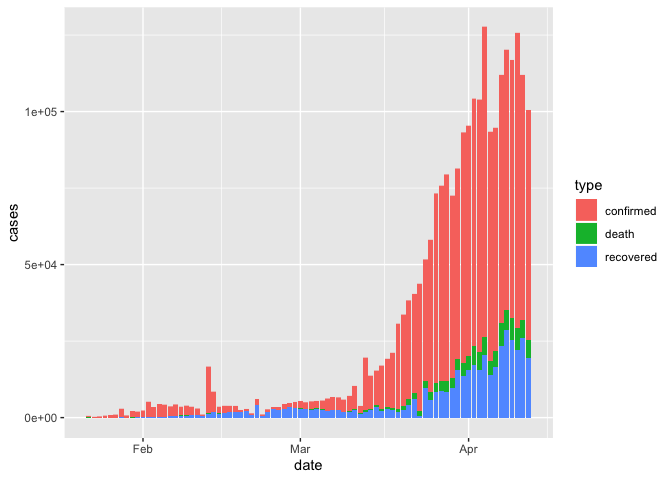 1e+05
5e+04
0e+00
cases
Feb
Mar
Apr
date
type
confirmed
death
recovered